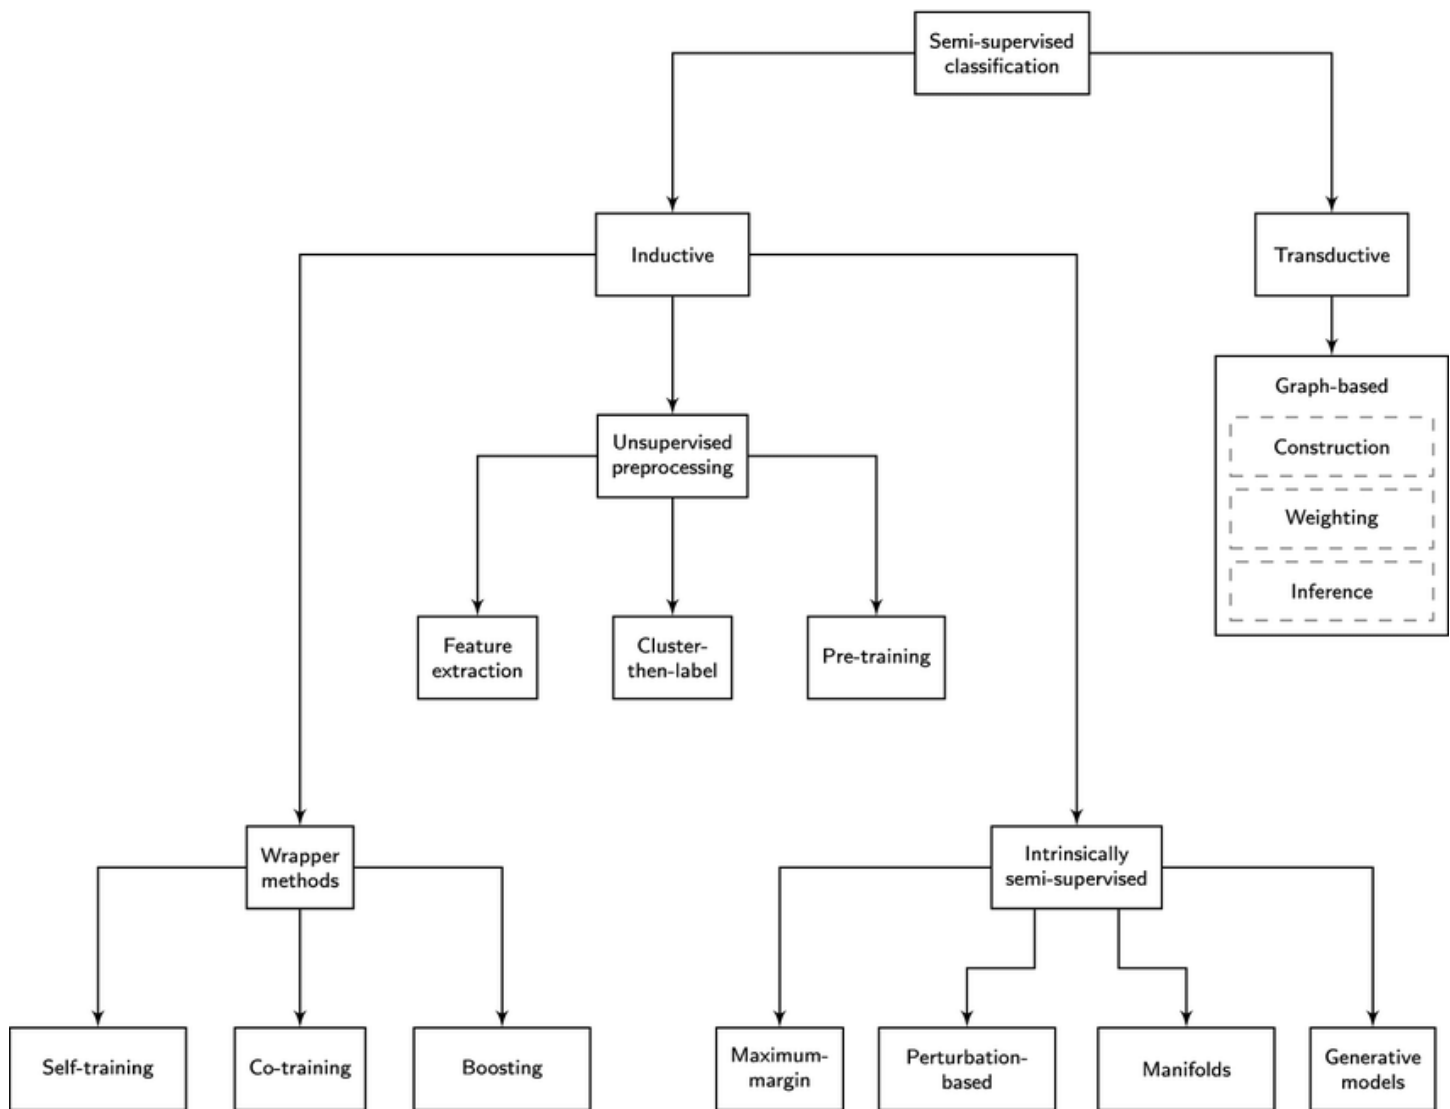 Semi-supervised
classification
Inductive
Transductive
Graph-based
Construction
Weighting
Inference
Unsupervised
preprocessing
Feature
extraction
Cluster-
then-label
Pre-training
Wrapper
methods
Intrinsically
semi-supervised
Self-training
Co-training
Boosting
Maximum-
margin
Perturbation-
based
Manifolds
Generative
models